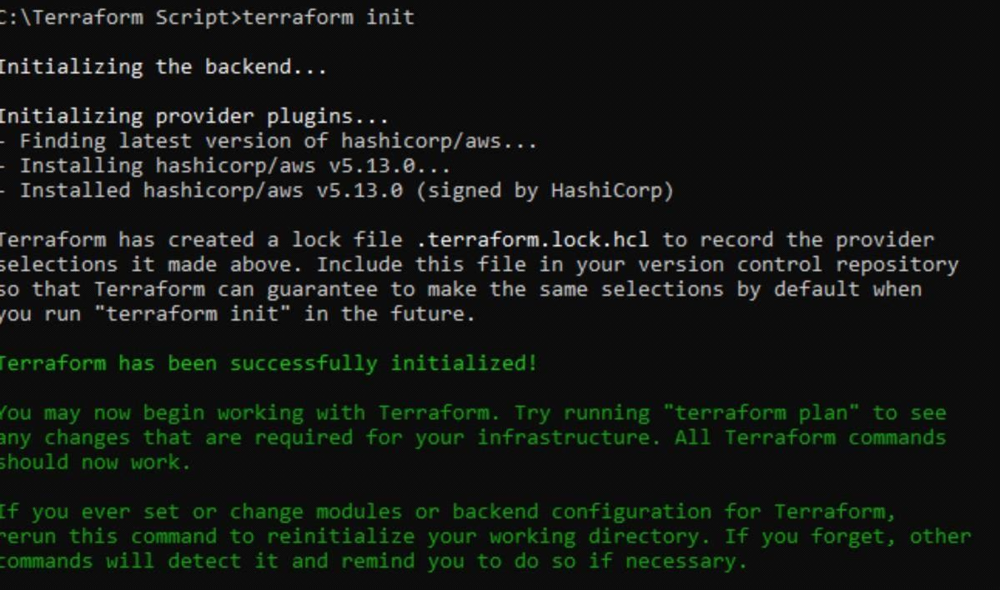 C:\Terraform Script>terraform init
Initializing the backend...
Initializing provider plugins...
- Finding latest version of hashicorp/aws...
- Installing hashicorp/aws v5.13.0...
- Installed hashicorp/aws v5.13.0 (signed by HashiCorp)
Terraform has created a lock file .terraform.lock.hcl to record the provider
selections it made above. Include this file in your version control repository
so that Terraform can guarantee to make the same selections by default when
you run "terraform init" in the future.
Terraform has been successfully initialized!
You may now begin working with Terraform. Try running "terraform plan" to see
any changes that are required for your infrastructure. All Terraform commands
should now work.
If you ever set or change modules or backend configuration for Terraform,
rerun this command to reinitialize your working directory. If you forget, other
commands will detect it and remind you to do so if necessary.